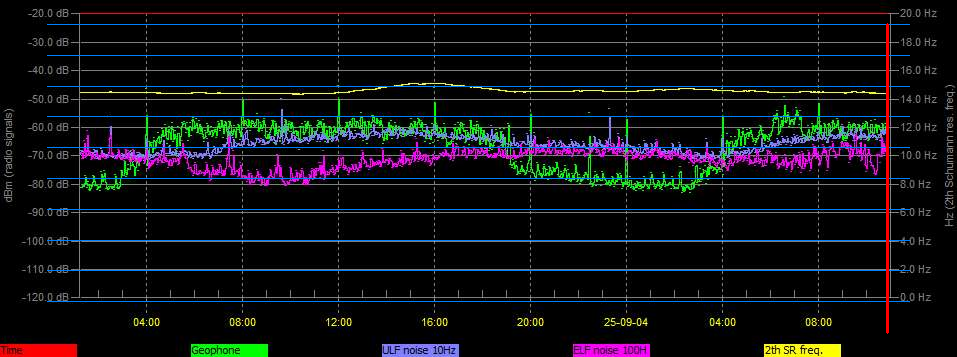 -20.0 dB 20.0 Hz
-30.0 dB 18.0 Hz
-40.0 dB 16.0 Hz
-50.0 dB 14.0 Hz
-60.0 dB 12.0 Hz
-70.0 dB 10.0 Hz
-80.0 dB 8.0 Hz
-90.0 dB 6.0 Hz
-100.0 dB 4.0 Hz
-110.0 dB 2.0 Hz
-120.0 dB 0.0 Hz
dBm (radio signals)
Hz (2th Schumann res. freq.)
04:00 08:00 12:00 16:00 20:00 25-09-04 04:00 08:00
Time Geophone ULF noise 10Hz ELF noise 100H 2th SR freq.